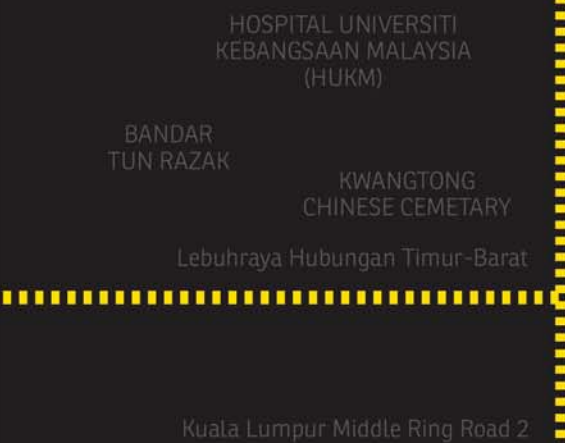 HOSPITAL UNIVERSITI
KEBANGSAAN MALAYSIA
(HUKM)
BANDAR
TUN RAZAK
KWANGTONG
CHINESE CEMETARY
Lebuhraya Hubungan Timur-Barat
Kuala Lumpur Middle Ring Road 2